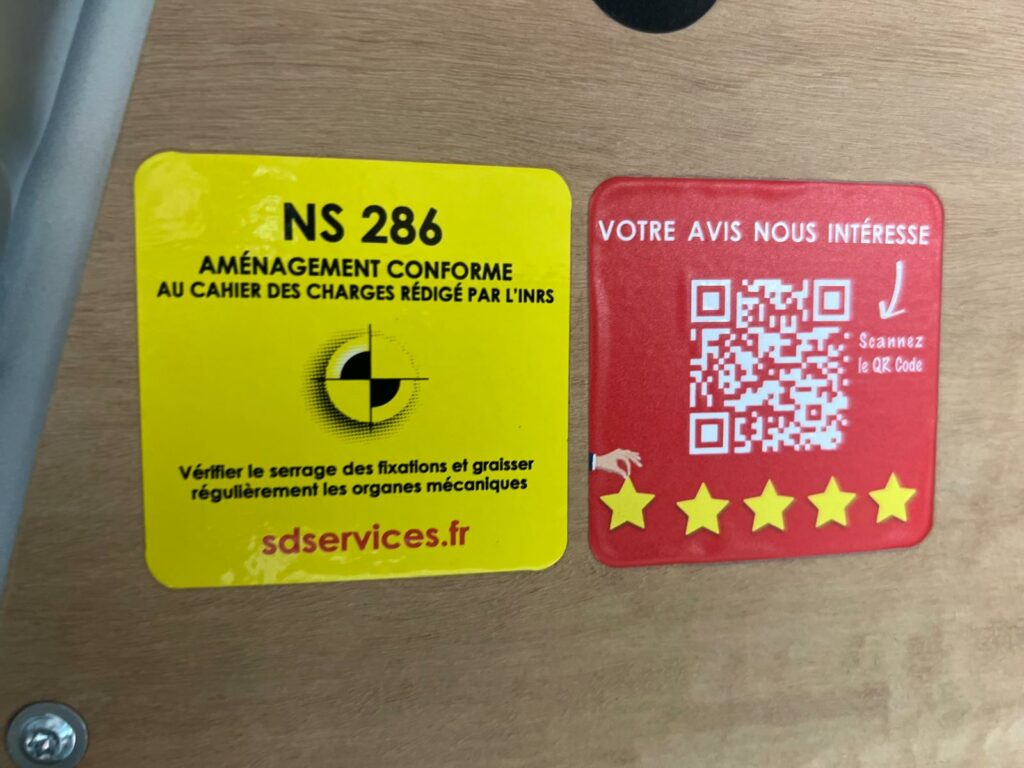 NS 286
AMÉNAGEMENT CONFORME
AU CAHIER DES CHARGES RÉDIGÉ PAR L'INRS
Vérifier le serrage des fixations et graisser
régulièrement les organes mécaniques
sdservices.fr
VOTRE AVIS NOUS INTÉRESSE
Scannez
le QR Code